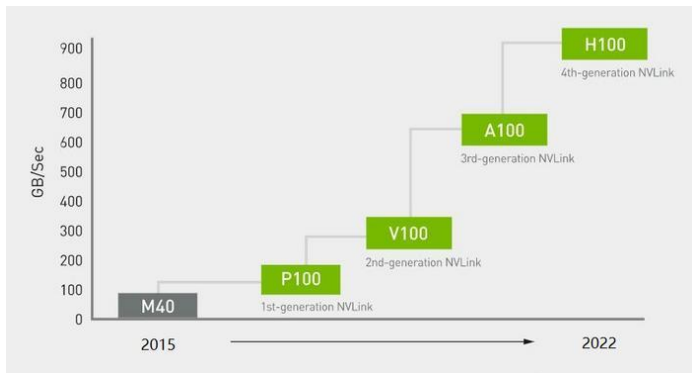 900
800
700
600
500
400
300
200
100
0
GB/Sec
H100
4th-generation NVLink
A100
3rd-generation NVLink
V100
2nd-generation NVLink
P100
1st-generation NVLink
M40
2015
2022